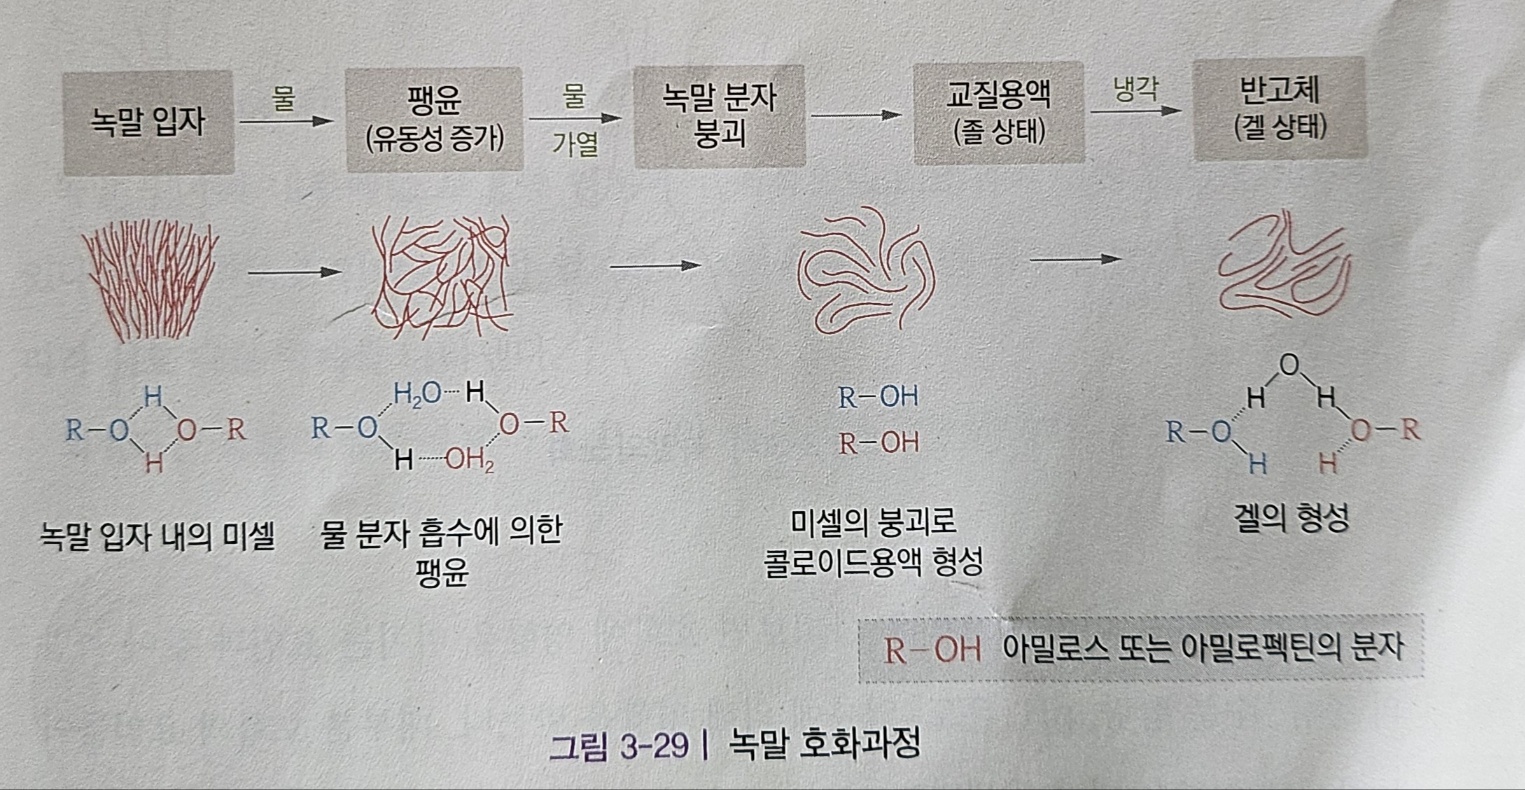 녹말 입자
물
팽윤
(유동성 증가)
물
가열
녹말 분자
붕괴
교질용액
(졸 상태)
냉각
반고체
(겔 상태)
H
R-O O-R
H
H₂O H
R-O O-R
H OH₂
R-OH
R-OH
O
H H
R-O O-R
H H
녹말 입자 내의 미셀
물 분자 흡수에 의한
팽윤
미셀의 붕괴로
콜로이드용액 형성
겔의 형성
R-OH 아밀로스 또는 아밀로펙틴의 분자
그림 3-29 | 녹말 호화과정